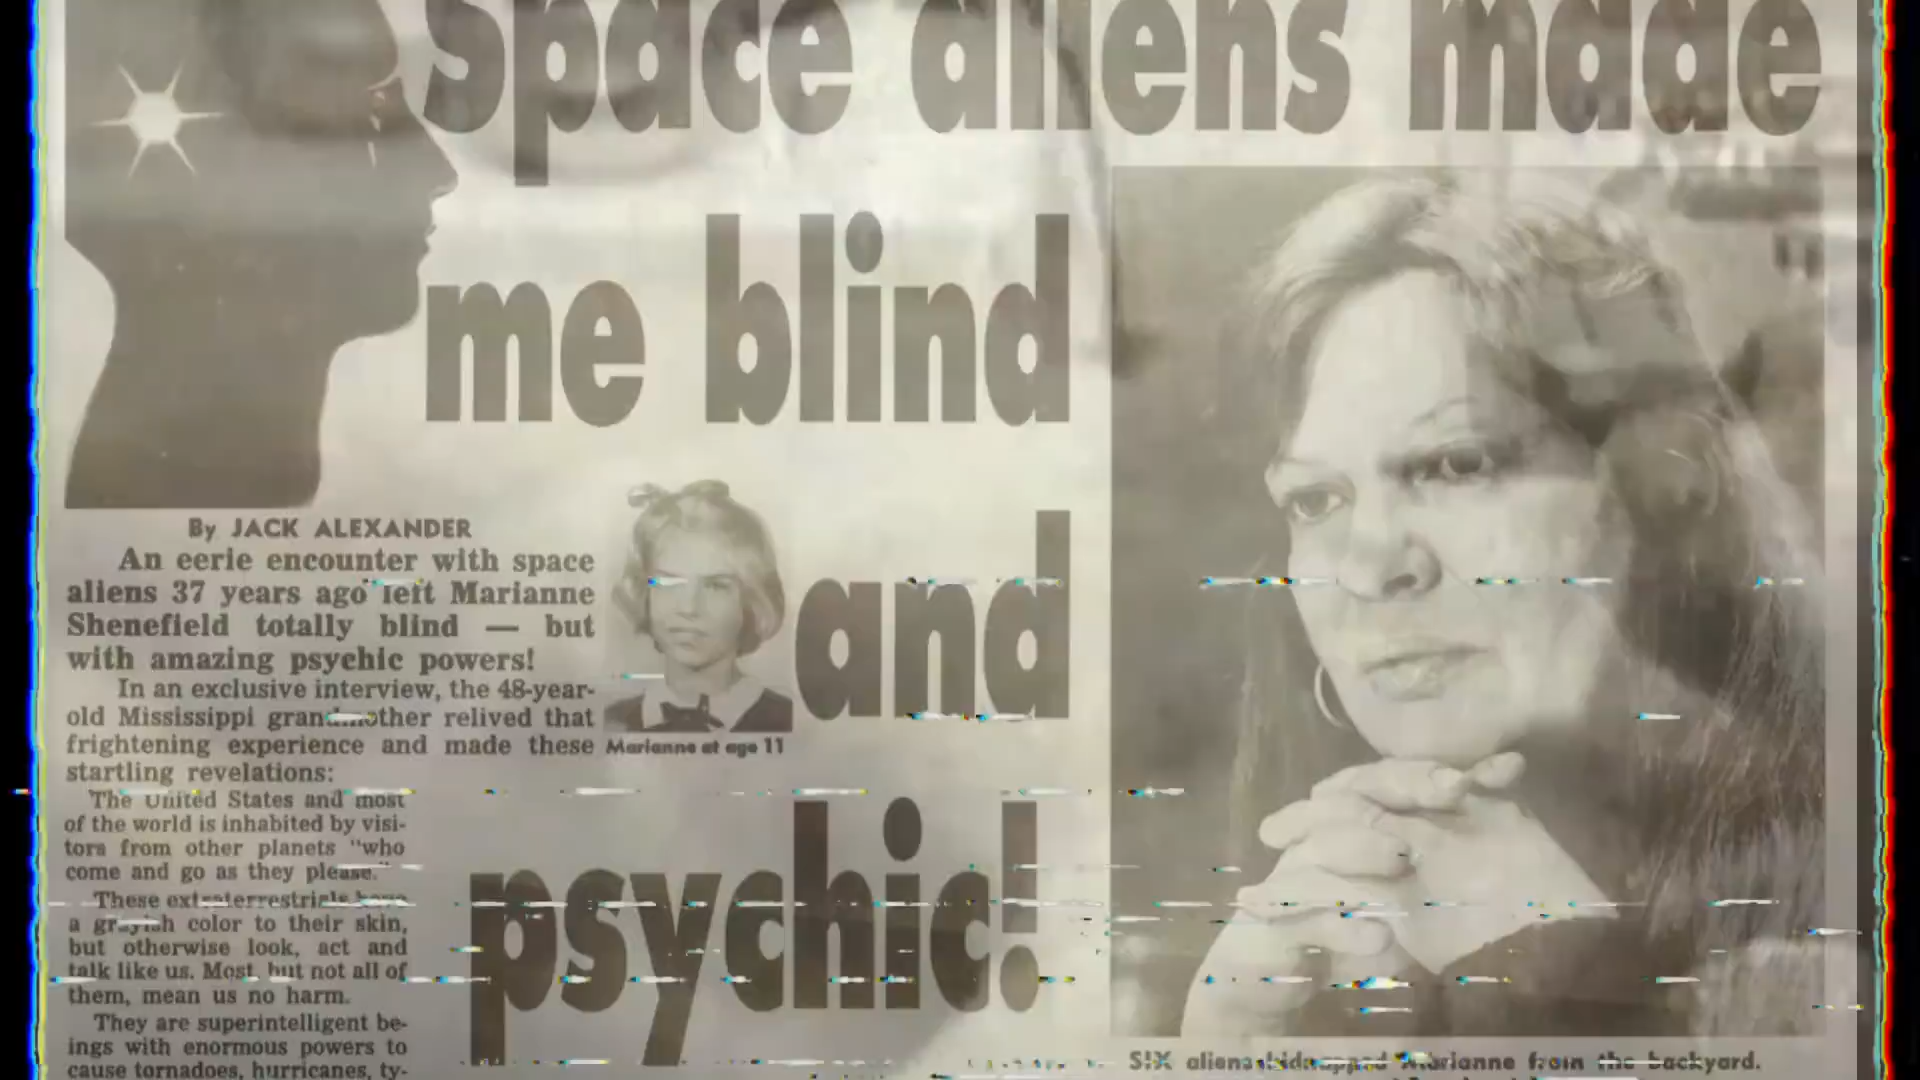 Space aliens made
me blind
and
psychic!
By JACK ALEXANDER
An eerie encounter with space
aliens 37 years ago left Marianne
Shenefield totally blind — but
with amazing psychic powers!
In an exclusive interview, the 48-year-
old Mississippi grandmother relived that
frightening experience and made these
startling revelations:
The United States and most
of the world is inhabited by visi-
tors from other planets "who
come and go as they please."
These extraterrestrials have
a grayish color to their skin,
but otherwise look, act and
talk like us. Most, but not all of
them, mean us no harm.
They are superintelligent be-
ings with enormous powers to
cause tornadoes, hurricanes, ty-
Marianne at age 11
SIX aliens kidnapped Marianne from the backyard.